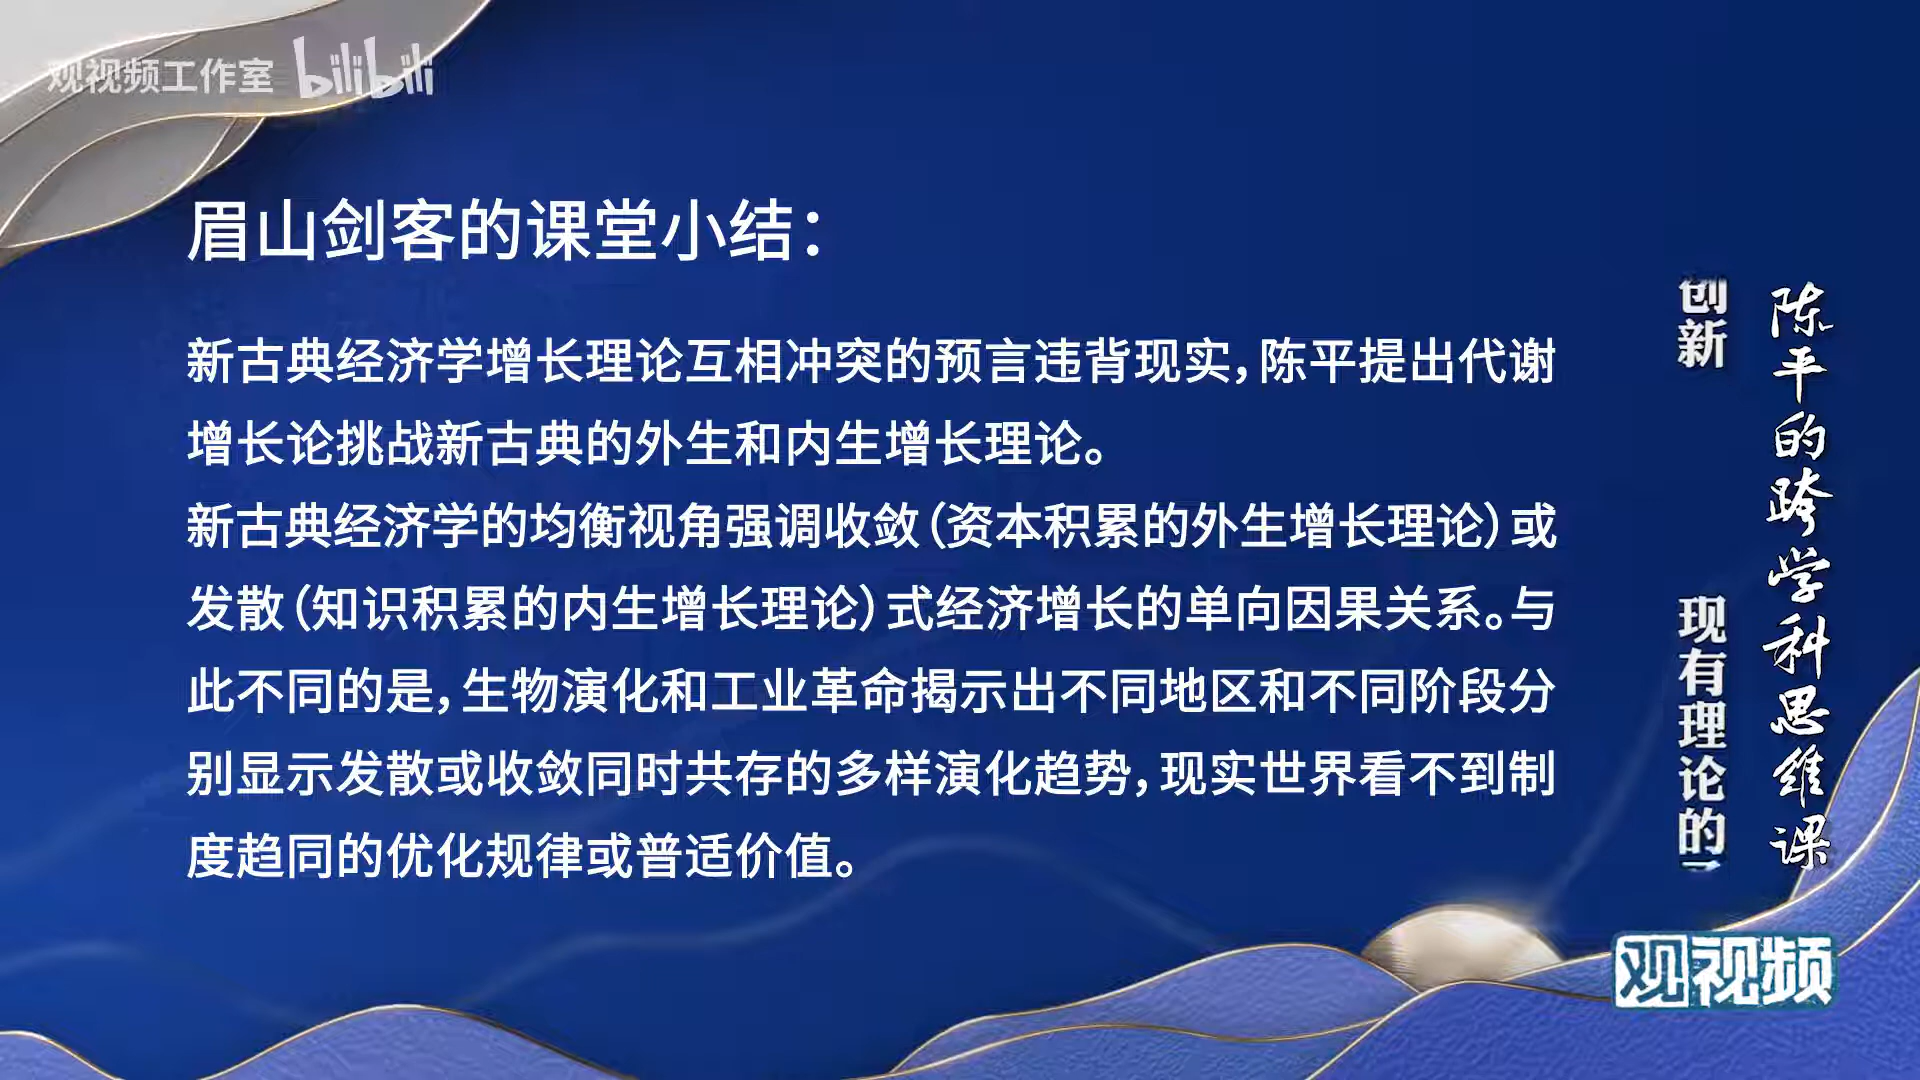 观视频工作室 bilibili
眉山剑客的课堂小结：
新古典经济学增长理论互相冲突的预言违背现实，陈平提出代谢
增长论挑战新古典的外生和内生增长理论。
新古典经济学的均衡视角强调收敛（资本积累的外生增长理论）或
发散（知识积累的内生增长理论）式经济增长的单向因果关系。与
此不同的是，生物演化和工业革命揭示出不同地区和不同阶段分
别显示发散或收敛同时共存的多样演化趋势，现实世界看不到制
度趋同的优化规律或普适价值。
陈平的跨学科思维课
创新
现有理论的
观视频